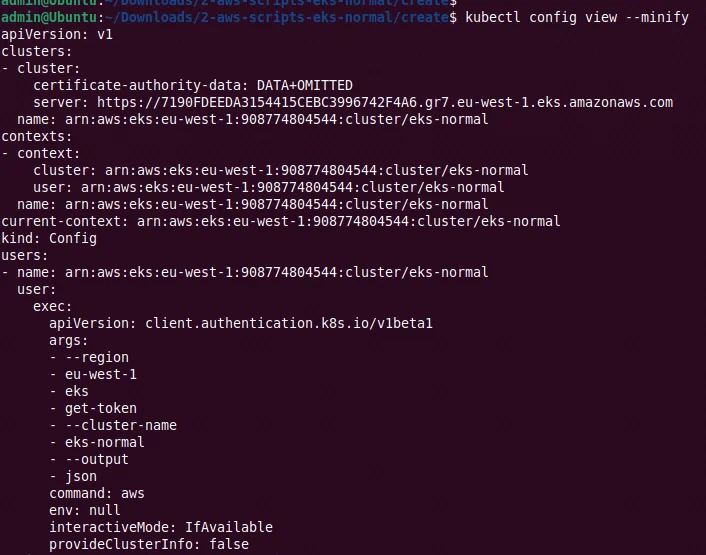 admin@Ubuntu:~/Downloads/2-aws-scripts-eks-normal/create$
admin@Ubuntu:~/Downloads/2-aws-scripts-eks-normal/create$ kubectl config view --minify
apiVersion: v1
clusters:
- cluster:
    certificate-authority-data: DATA+OMITTED
    server: https://7190FDEEDA3154415CEBC3996742F4A6.gr7.eu-west-1.eks.amazonaws.com
  name: arn:aws:eks:eu-west-1:908774804544:cluster/eks-normal
contexts:
- context:
    cluster: arn:aws:eks:eu-west-1:908774804544:cluster/eks-normal
    user: arn:aws:eks:eu-west-1:908774804544:cluster/eks-normal
  name: arn:aws:eks:eu-west-1:908774804544:cluster/eks-normal
current-context: arn:aws:eks:eu-west-1:908774804544:cluster/eks-normal
kind: Config
users:
- name: arn:aws:eks:eu-west-1:908774804544:cluster/eks-normal
  user:
    exec:
      apiVersion: client.authentication.k8s.io/v1beta1
      args:
      - --region
      - eu-west-1
      - eks
      - get-token
      - --cluster-name
      - eks-normal
      - --output
      - json
      command: aws
      env: null
      interactiveMode: IfAvailable
      provideClusterInfo: false